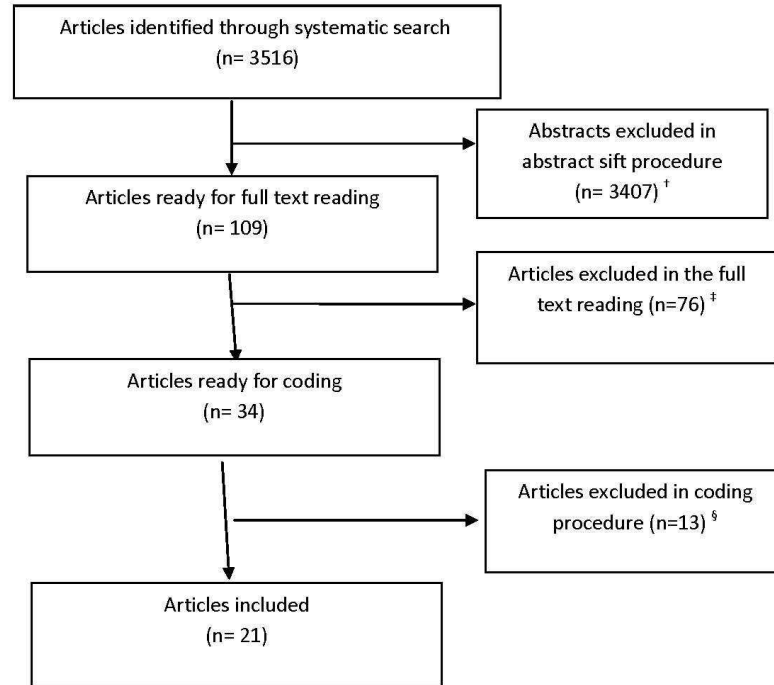 Articles identified through systematic search
(n= 3516)
Abstracts excluded in
abstract sift procedure
(n= 3407) †
Articles ready for full text reading
(n= 109)
Articles excluded in the full
text reading (n=76) ‡
Articles ready for coding
(n= 34)
Articles excluded in coding
procedure (n=13) §
Articles included
(n= 21)